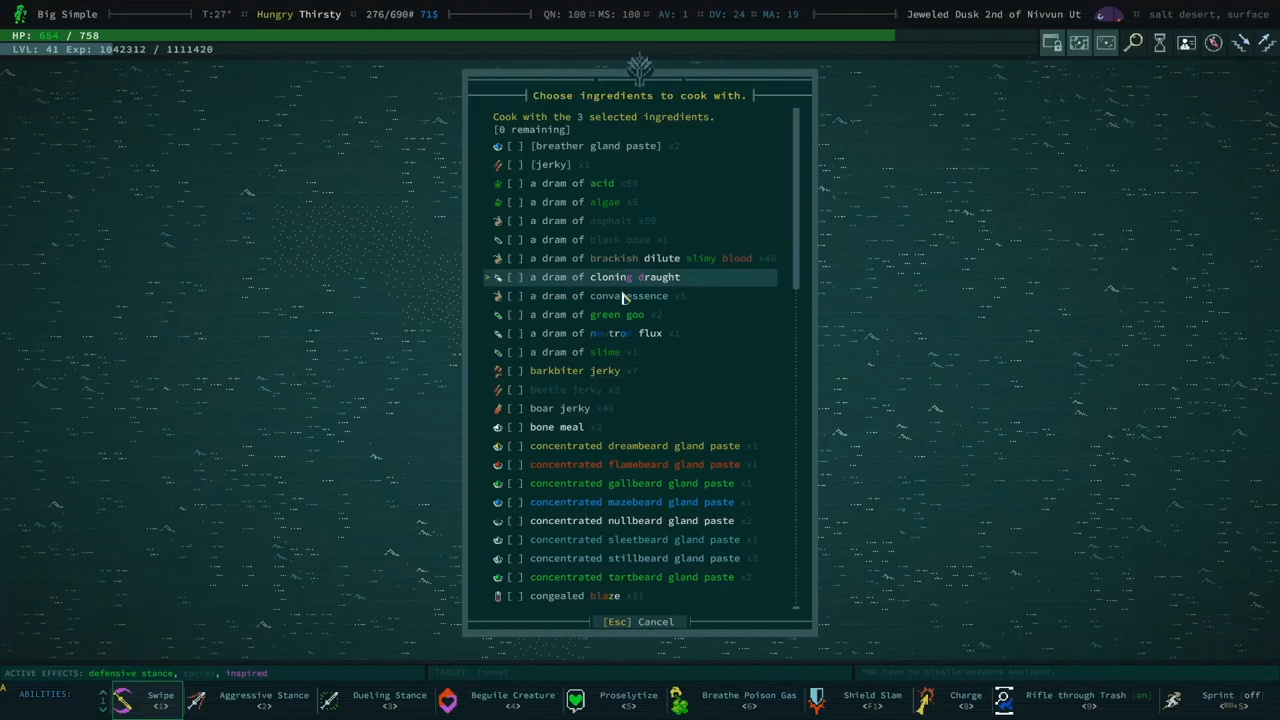 Big Simple T:27° :: Hungry Thirsty :: 276/690# 71$ QN: 100 :: MS: 100 :: AV: 1 :: DV: 24 :: MA: 19 Jeweled Dusk 2nd of Nivvun Ut salt desert, surface
HP: 654 / 758
LVL: 41 Exp: 1042312 / 1111420
Choose ingredients to cook with.
Cook with the 3 selected ingredients.
[0 remaining]
[ ] [breather gland paste] x2
[ ] [jerky] x1
[ ] a dram of acid x58
[ ] a dram of algae x5
[ ] a dram of asphalt x59
[ ] a dram of black ooze x1
[ ] a dram of brackish dilute slimy blood x40
> [ ] a dram of cloning draught
[ ] a dram of convalessence x5
[ ] a dram of green goo x2
[ ] a dram of neutron flux x1
[ ] a dram of slime x1
[ ] barkbiter jerky x7
[ ] beetle jerky x3
[ ] boar jerky x49
[ ] bone meal x3
[ ] concentrated dreambeard gland paste x1
[ ] concentrated flamebeard gland paste x1
[ ] concentrated gallbeard gland paste x1
[ ] concentrated mazebeard gland paste x1
[ ] concentrated nullbeard gland paste x2
[ ] concentrated sleetbeard gland paste x1
[ ] concentrated stillbeard gland paste x3
[ ] concentrated tartbeard gland paste x2
[ ] congealed blaze x21
[Esc] Cancel
ACTIVE EFFECTS: defensive stance, tarred, inspired TARGET: [none] You have no missile weapons equipped.
A ABILITIES: 1 Swipe <1> Aggressive Stance <2> Dueling Stance <3> Beguile Creature <4> Proselytize <5> Breathe Poison Gas <6> Shield Slam <F1> Charge <8> Rifle through Trash [on] <9> Sprint [off] <^+S>